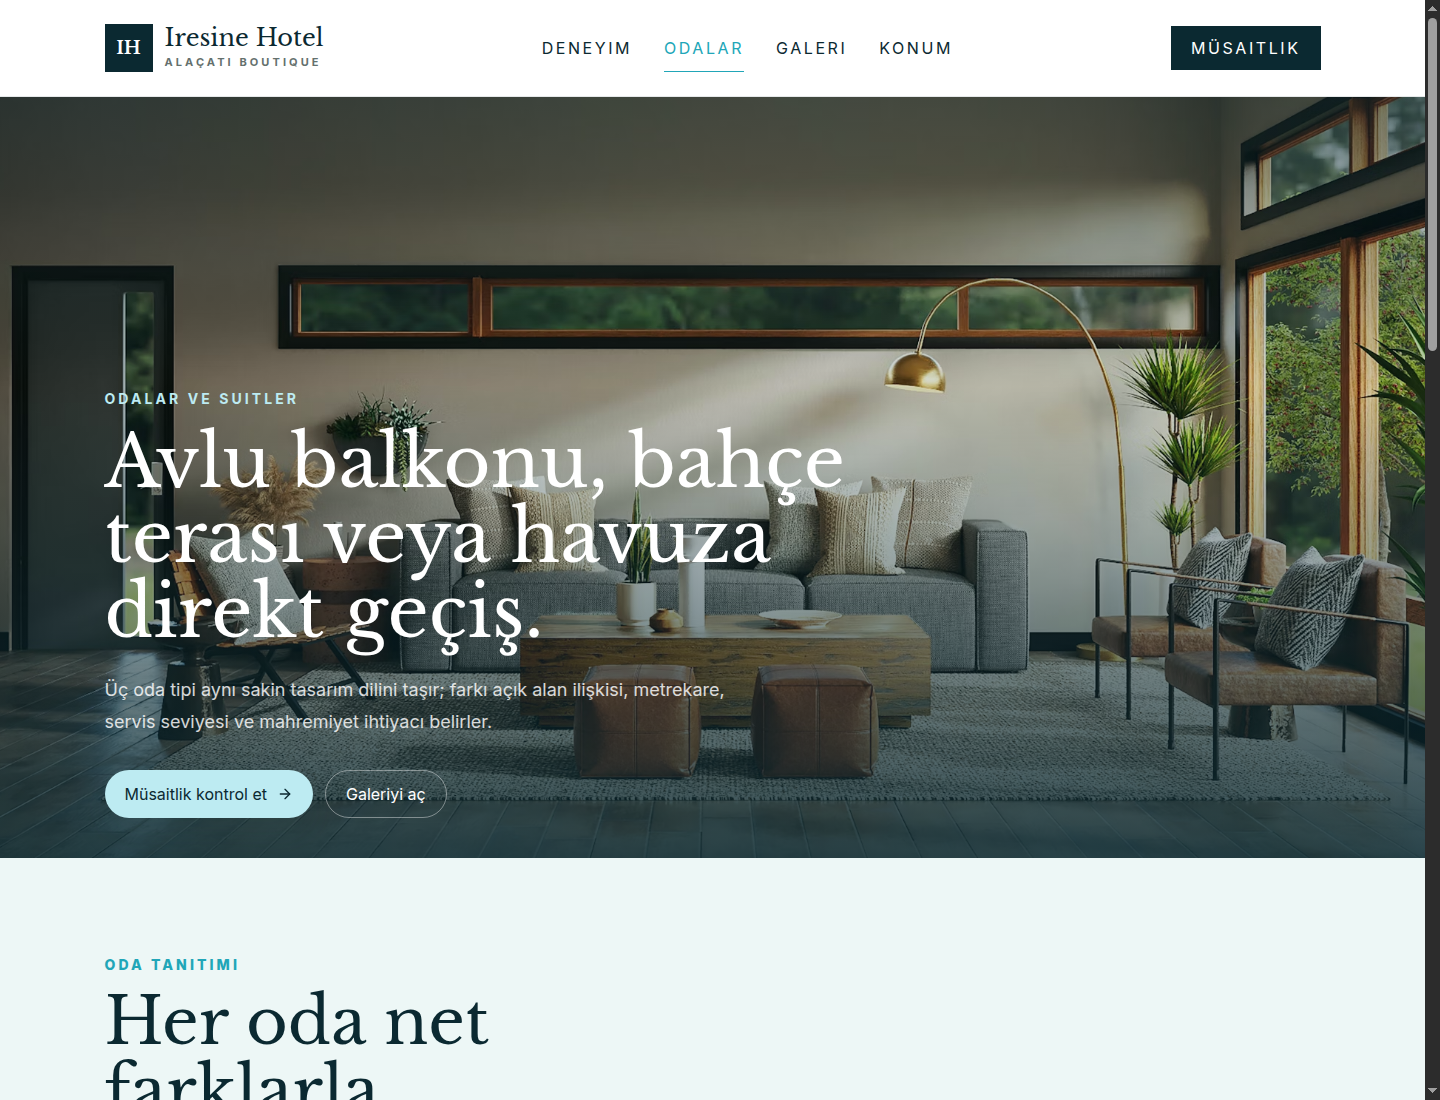 IH
Iresine Hotel
ALAÇATI BOUTIQUE
DENEYIM ODALAR GALERI KONUM
MÜSAITLIK
ODALAR VE SUITLER
Avlu balkonu, bahçe
terası veya havuza
direkt geçiş.
Üç oda tipi aynı sakin tasarım dilini taşır; farkı açık alan ilişkisi, metrekare,
servis seviyesi ve mahremiyet ihtiyacı belirler.
Müsaitlik kontrol et → Galeriyi aç
ODA TANITIMI
Her oda net
farklarla